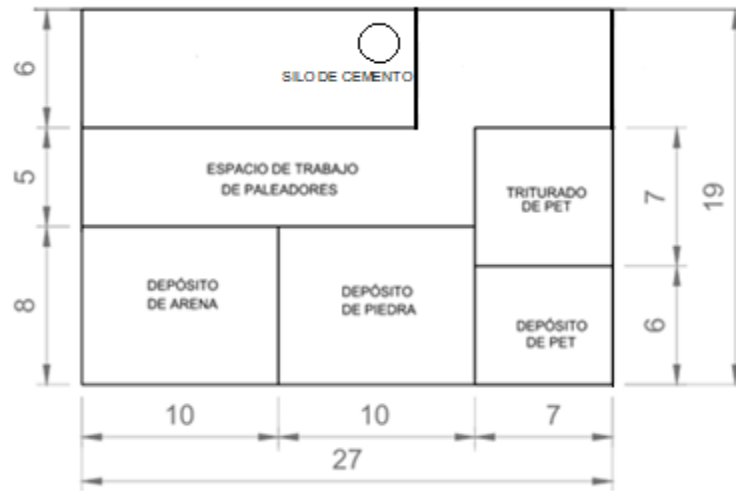 6
SILO DE CEMENTO
5
ESPACIO DE TRABAJO
DE PALEADORES
TRITURADO
DE PET
7
19
8
DEPÓSITO
DE ARENA
DEPÓSITO
DE PIEDRA
DEPÓSITO
DE PET
6
10
10
7
27